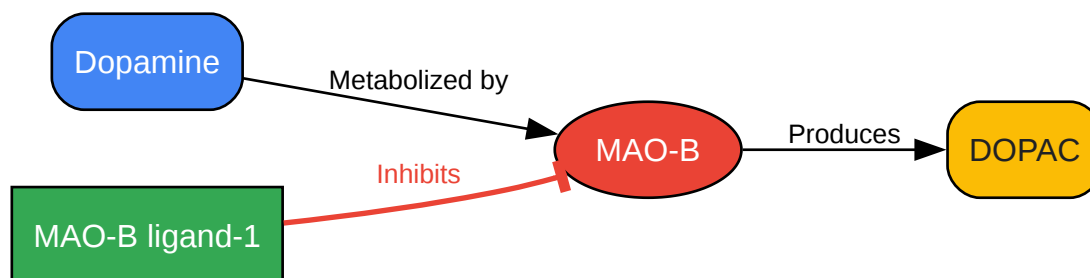 Dopamine
Metabolized by
MAO-B
Produces
DOPAC
Inhibits
MAO-B ligand-1